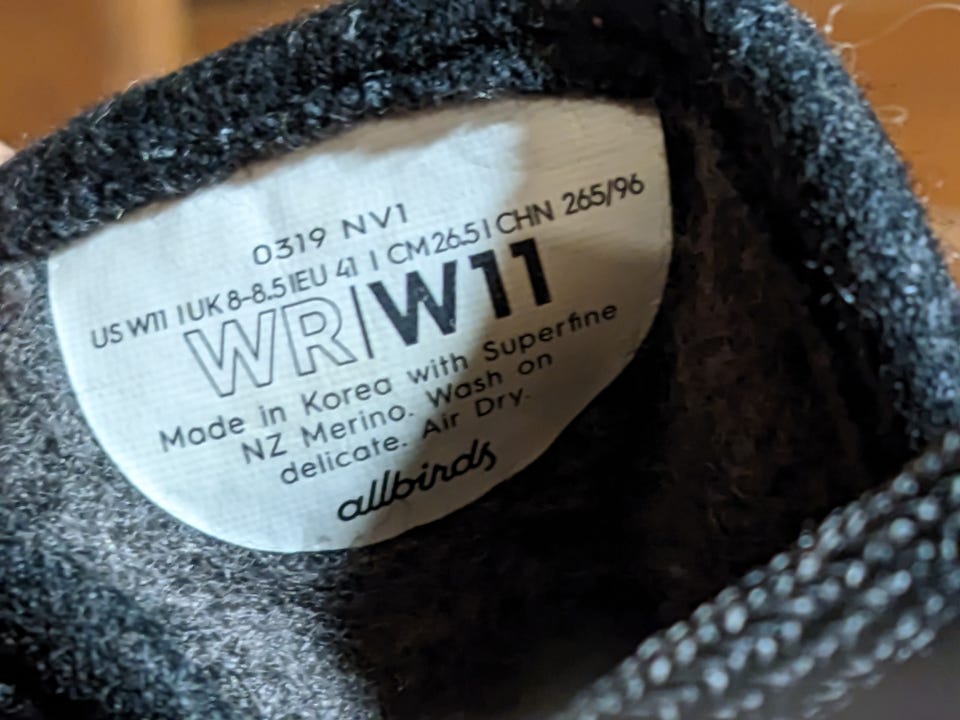 0319 NV1
US W11 | UK 8-8.5 | EU 41 | CM 26.5 | CHN 265/96
WR|W11
Made in Korea with Superfine
NZ Merino. Wash on
delicate. Air Dry.
allbirds